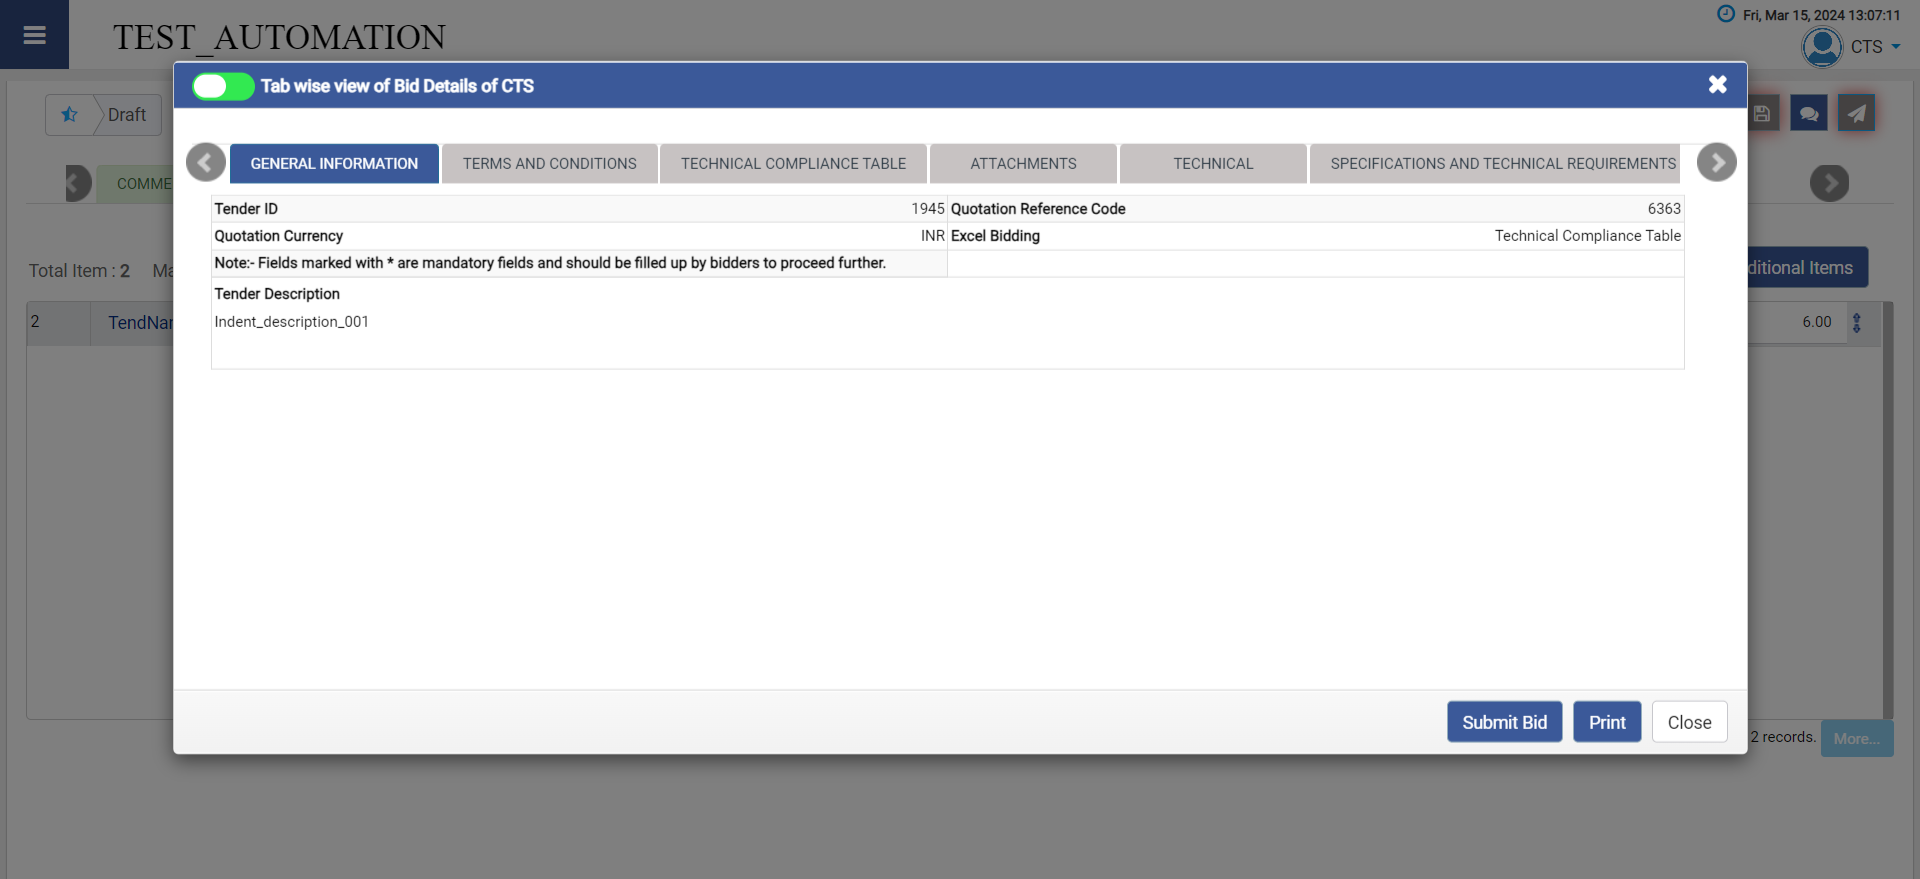 TEST_AUTOMATION
Fri, Mar 15, 2024 13:07:11
CTS
Draft
Tab wise view of Bid Details of CTS
GENERAL INFORMATION
TERMS AND CONDITIONS
TECHNICAL COMPLIANCE TABLE
ATTACHMENTS
TECHNICAL
SPECIFICATIONS AND TECHNICAL REQUIREMENTS
COMME
Tender ID 1945 Quotation Reference Code 6363
Quotation Currency INR Excel Bidding Technical Compliance Table
Note:- Fields marked with * are mandatory fields and should be filled up by bidders to proceed further.
Tender Description
Indent_description_001
Total Item : 2 Ma
ditional Items
2 TendNar
6.00
Submit Bid
Print
Close
2 records.
More...